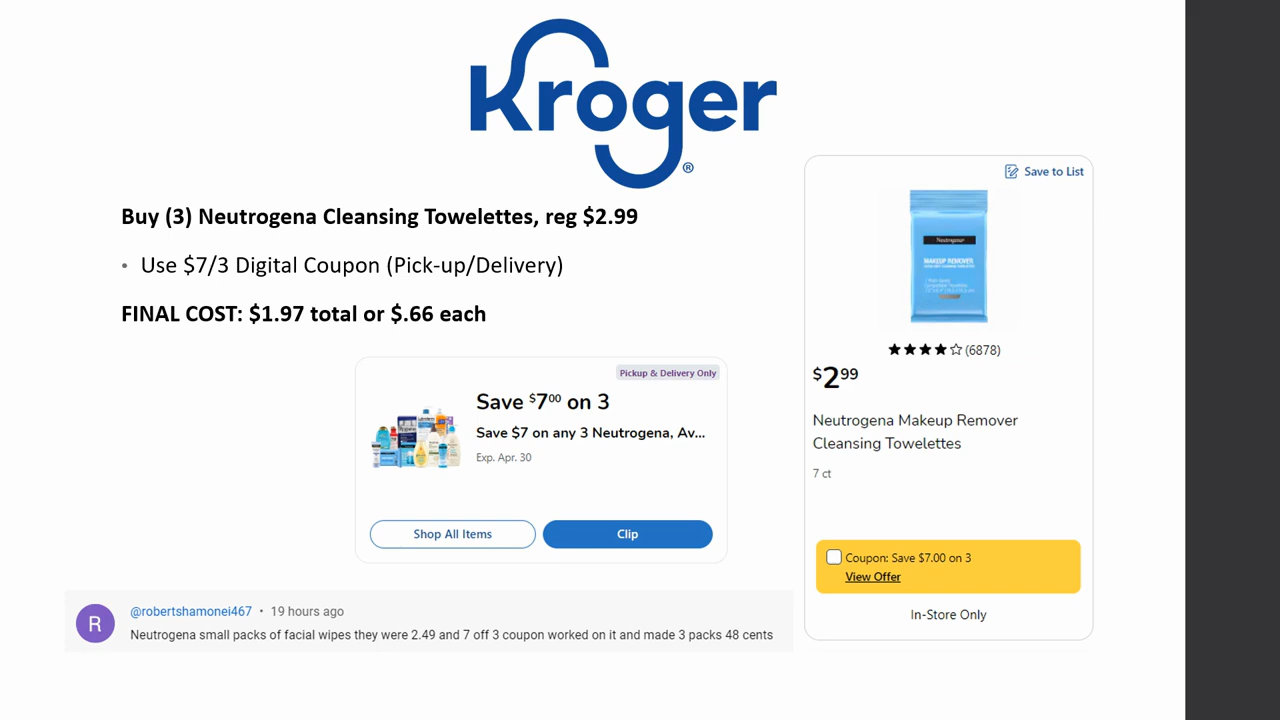 Kroger
®
Buy (3) Neutrogena Cleansing Towelettes, reg $2.99
• Use $7/3 Digital Coupon (Pick-up/Delivery)
FINAL COST: $1.97 total or $.66 each
Pickup & Delivery Only
Save $7⁰⁰ on 3
Save $7 on any 3 Neutrogena, Av...
Exp. Apr. 30
Shop All Items
Clip
R
@robertshamonei467 • 19 hours ago
Neutrogena small packs of facial wipes they were 2.49 and 7 off 3 coupon worked on it and made 3 packs 48 cents
Save to List
Neutrogena
MAKEUP REMOVER
(6878)
$2⁹⁹
Neutrogena Makeup Remover
Cleansing Towelettes
7 ct
Coupon: Save $7.00 on 3
View Offer
In-Store Only